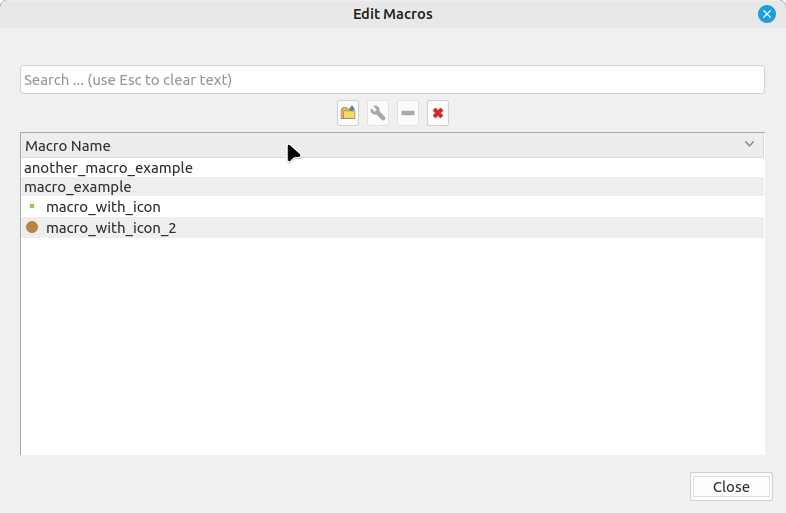 Edit Macros
Search ... (use Esc to clear text)
Macro Name
another_macro_example
macro_example
macro_with_icon
macro_with_icon_2
Close